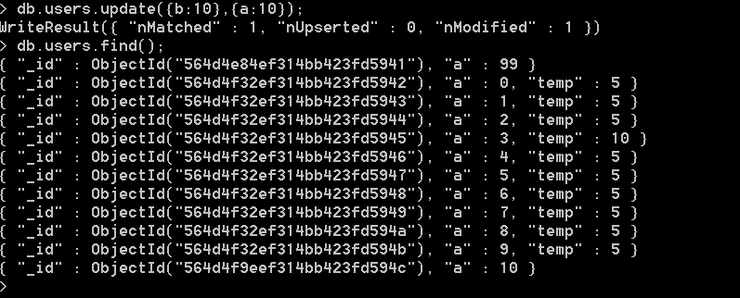 > db.users.update({b:10},{a:10});
WriteResult({ "nMatched" : 1, "nUpserted" : 0, "nModified" : 1 })
> db.users.find();
{ "_id" : ObjectId("564d4e84ef314bb423fd5941"), "a" : 99 }
{ "_id" : ObjectId("564d4f32ef314bb423fd5942"), "a" : 0, "temp" : 5 }
{ "_id" : ObjectId("564d4f32ef314bb423fd5943"), "a" : 1, "temp" : 5 }
{ "_id" : ObjectId("564d4f32ef314bb423fd5944"), "a" : 2, "temp" : 5 }
{ "_id" : ObjectId("564d4f32ef314bb423fd5945"), "a" : 3, "temp" : 10 }
{ "_id" : ObjectId("564d4f32ef314bb423fd5946"), "a" : 4, "temp" : 5 }
{ "_id" : ObjectId("564d4f32ef314bb423fd5947"), "a" : 5, "temp" : 5 }
{ "_id" : ObjectId("564d4f32ef314bb423fd5948"), "a" : 6, "temp" : 5 }
{ "_id" : ObjectId("564d4f32ef314bb423fd5949"), "a" : 7, "temp" : 5 }
{ "_id" : ObjectId("564d4f32ef314bb423fd594a"), "a" : 8, "temp" : 5 }
{ "_id" : ObjectId("564d4f32ef314bb423fd594b"), "a" : 9, "temp" : 5 }
{ "_id" : ObjectId("564d4f9eef314bb423fd594c"), "a" : 10 }
>